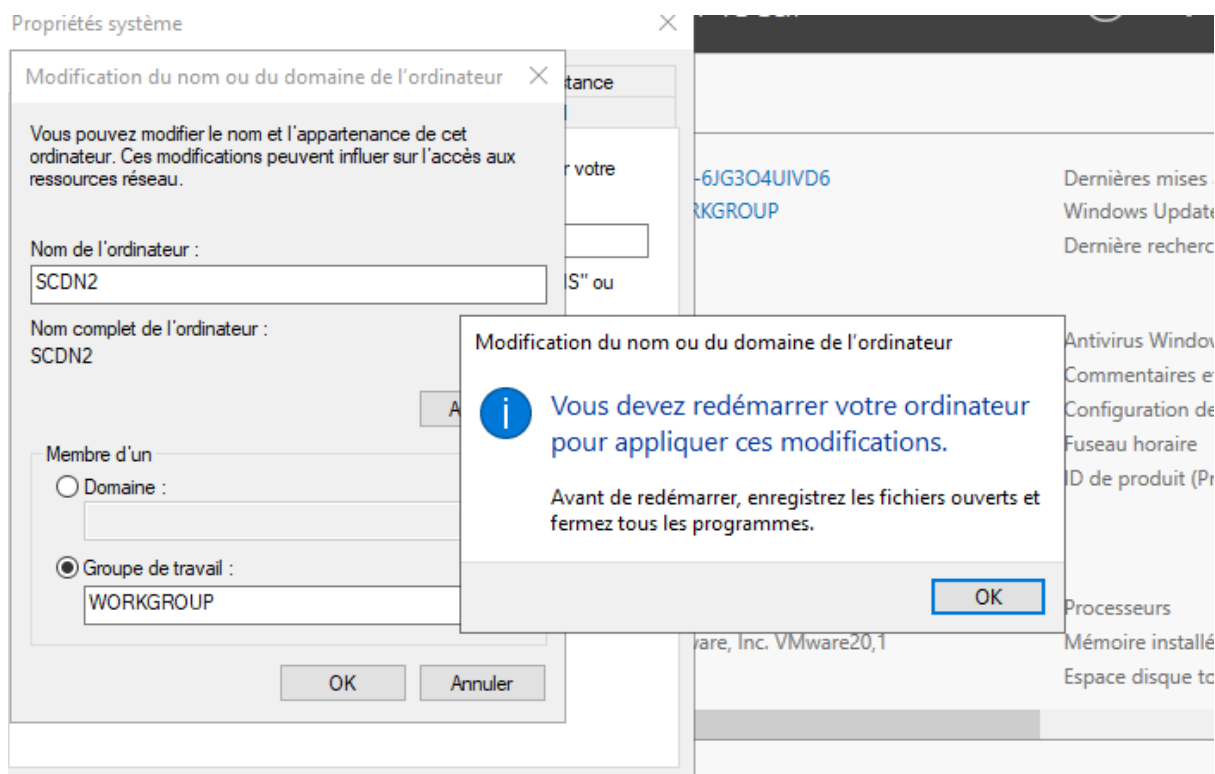 Propriétés système
Modification du nom ou du domaine de l'ordinateur
Vous pouvez modifier le nom et l'appartenance de cet
ordinateur. Ces modifications peuvent influer sur l'accès aux
ressources réseau.
Nom de l'ordinateur :
SCDN2
Nom complet de l'ordinateur :
SCDN2
A
Membre d'un
Domaine :
Groupe de travail :
WORKGROUP
OK
Annuler
tance
r votre
IS" ou
Modification du nom ou du domaine de l'ordinateur
Vous devez redémarrer votre ordinateur
pour appliquer ces modifications.
Avant de redémarrer, enregistrez les fichiers ouverts et
fermez tous les programmes.
OK
-6JG3O4UIVD6
RKGROUP
vare, Inc. VMware20,1
Dernières mises
Windows Update
Dernière recherc
Antivirus Window
Commentaires et
Configuration de
Fuseau horaire
ID de produit (Pr
Processeurs
Mémoire installé
Espace disque to